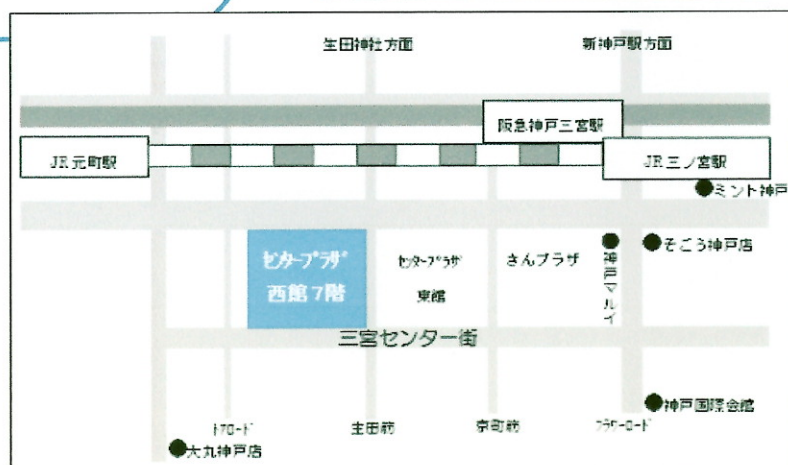 生田神社方面
新神戸駅方面
阪急神戸三宮駅
JR元町駅
JR三ノ宮駅
ミント神戸
センタープラザ
西館7階
センタープラザ
東館
さんプラザ
神戸マルイ
そごう神戸店
三宮センター街
神戸国際会館
トアロード
生田筋
京町筋
フラワーロード
大丸神戸店